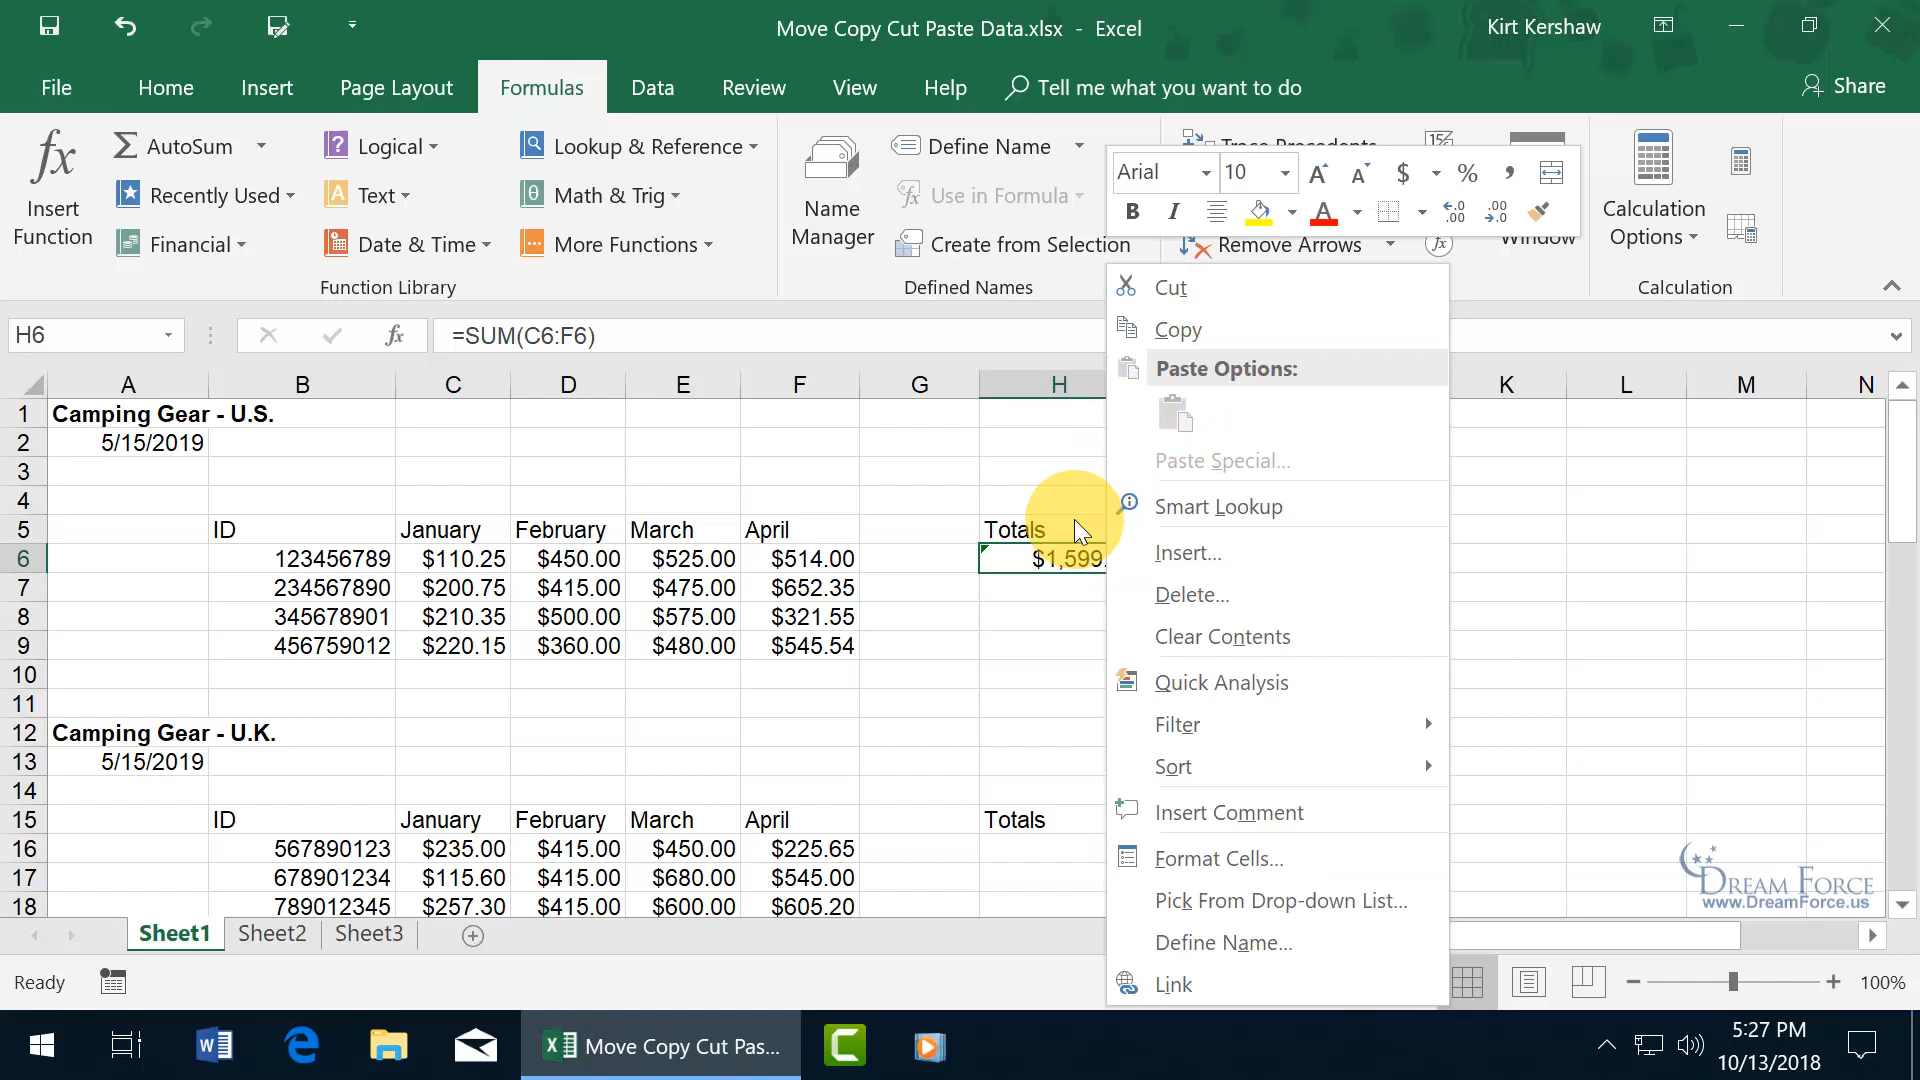 Move Copy Cut Paste Data.xlsx - Excel
Kirt Kershaw
File Home Insert Page Layout Formulas Data Review View Help Tell me what you want to do Share
fx Insert Function
Σ AutoSum
Recently Used
Financial
? Logical
A Text
Date & Time
Lookup & Reference
θ Math & Trig
More Functions
Function Library
Name Manager
Define Name
Use in Formula
Create from Selection
Defined Names
Remove Arrows
Calculation Options
Calculation
Arial 10 A A $ % ,
B I A
H6 fx =SUM(C6:F6)
A B C D E F G H K L M N
1 Camping Gear - U.S.
2 5/15/2019
3
4
5 ID January February March April Totals
6 123456789 $110.25 $450.00 $525.00 $514.00 $1,599.
7 234567890 $200.75 $415.00 $475.00 $652.35
8 345678901 $210.35 $500.00 $575.00 $321.55
9 456759012 $220.15 $360.00 $480.00 $545.54
10
11
12 Camping Gear - U.K.
13 5/15/2019
14
15 ID January February March April Totals
16 567890123 $235.00 $415.00 $450.00 $225.65
17 678901234 $115.60 $415.00 $680.00 $545.00
18 789012345 $257.30 $415.00 $600.00 $605.20
Cut
Copy
Paste Options:
Paste Special...
Smart Lookup
Insert...
Delete...
Clear Contents
Quick Analysis
Filter
Sort
Insert Comment
Format Cells...
Pick From Drop-down List...
Define Name...
Link
DREAM FORCE
www.DreamForce.us
Sheet1 Sheet2 Sheet3
Ready
100%
Move Copy Cut Pas...
5:27 PM
10/13/2018